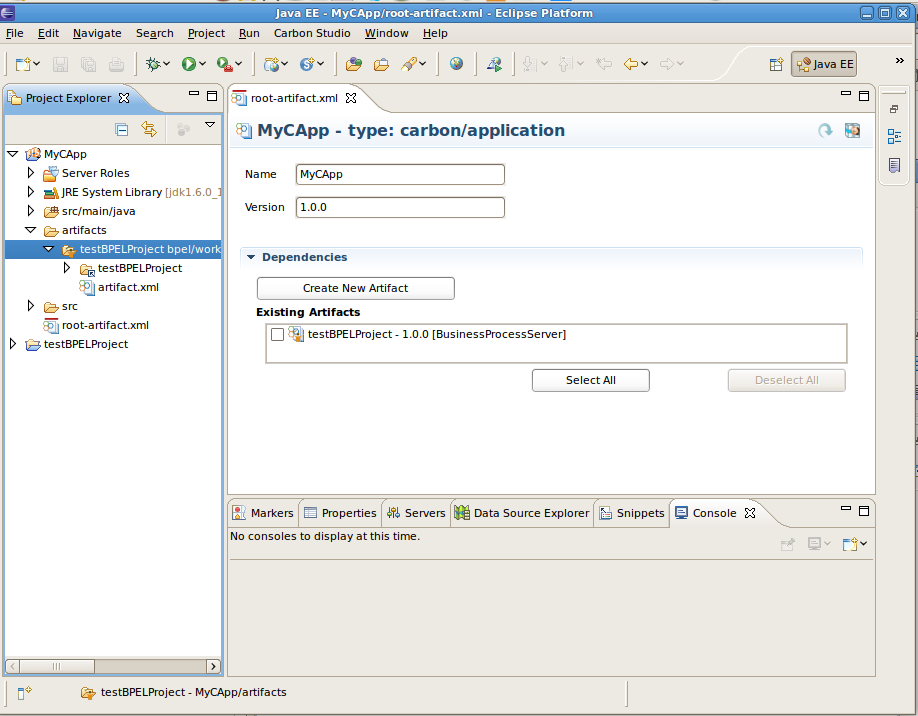 Java EE - MyCApp/root-artifact.xml - Eclipse Platform
File Edit Navigate Search Project Run Carbon Studio Window Help
Java EE
»
Project Explorer
MyCApp
Server Roles
JRE System Library [jdk1.6.0_1
src/main/java
artifacts
testBPELProject bpel/work
testBPELProject
artifact.xml
src
root-artifact.xml
testBPELProject
root-artifact.xml
MyCApp - type: carbon/application
Name MyCApp
Version 1.0.0
Dependencies
Create New Artifact
Existing Artifacts
testBPELProject - 1.0.0 [BusinessProcessServer]
Select All Deselect All
Markers Properties Servers Data Source Explorer Snippets Console
No consoles to display at this time.
testBPELProject - MyCApp/artifacts